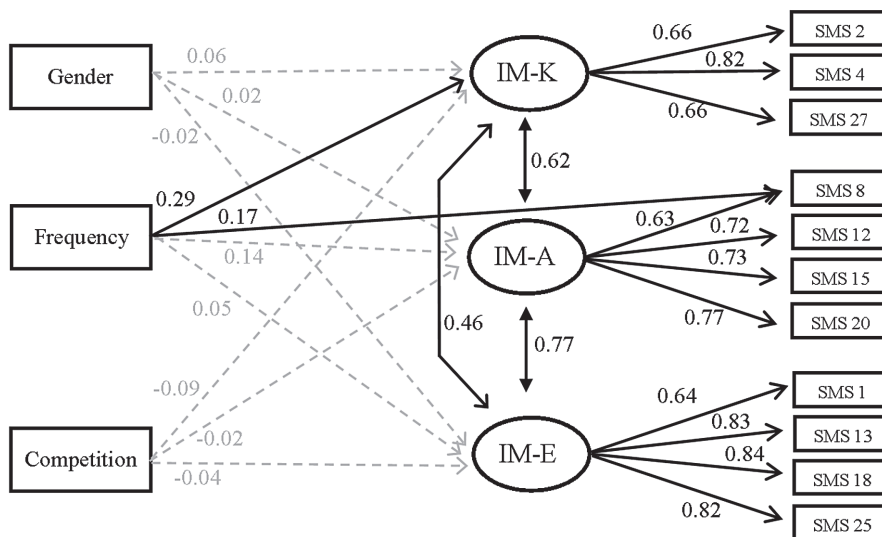 Gender
Frequency
Competition
0.06
0.02
-0.02
0.29
0.17
0.14
0.05
-0.09
-0.02
-0.04
IM-K
IM-A
IM-E
0.62
0.46
0.77
0.66
0.82
0.66
0.63
0.72
0.73
0.77
0.64
0.83
0.84
0.82
SMS 2
SMS 4
SMS 27
SMS 8
SMS 12
SMS 15
SMS 20
SMS 1
SMS 13
SMS 18
SMS 25